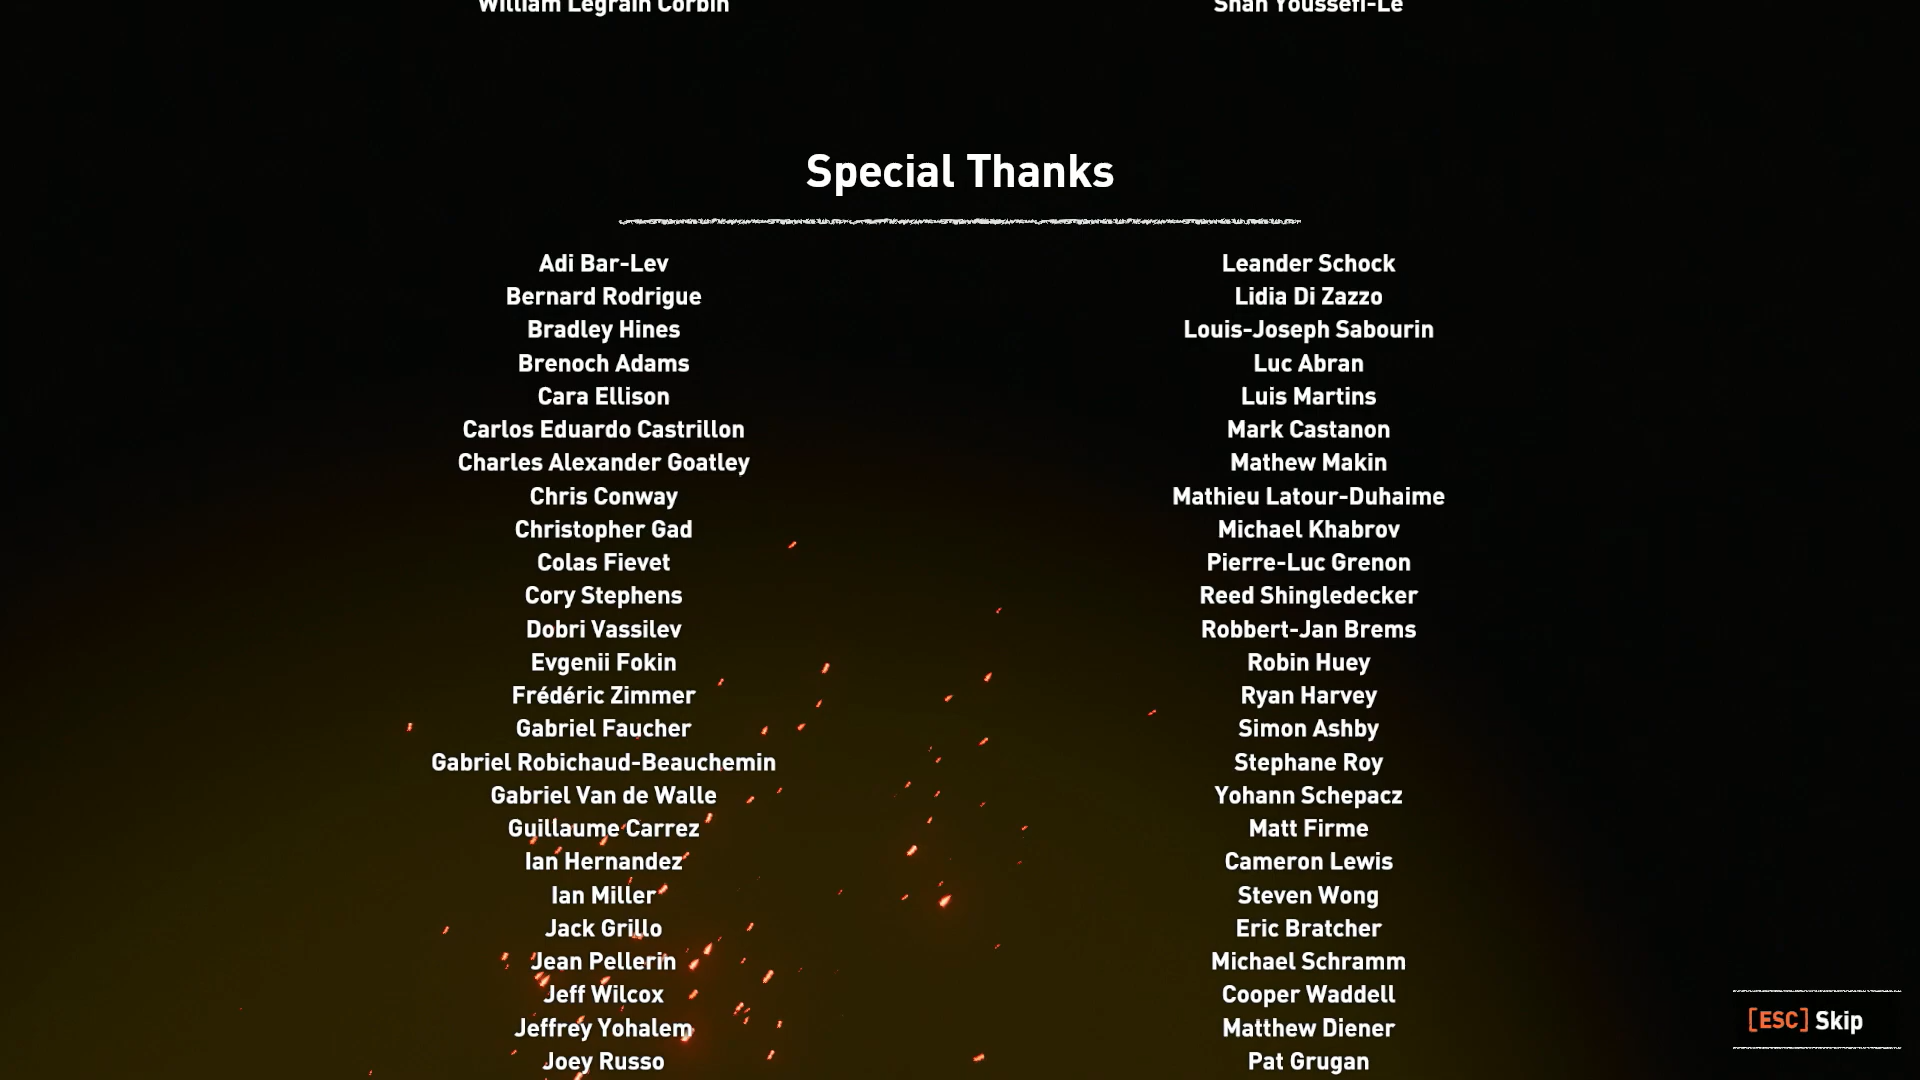 William Legrain Corbin
Shan Youssefi-Le
Special Thanks
Adi Bar-Lev
Bernard Rodrigue
Bradley Hines
Brenoch Adams
Cara Ellison
Carlos Eduardo Castrillon
Charles Alexander Goatley
Chris Conway
Christopher Gad
Colas Fievet
Cory Stephens
Dobri Vassilev
Evgenii Fokin
Frédéric Zimmer
Gabriel Faucher
Gabriel Robichaud-Beauchemin
Gabriel Van de Walle
Guillaume Carrez
Ian Hernandez
Ian Miller
Jack Grillo
Jean Pellerin
Jeff Wilcox
Jeffrey Yohalem
Joey Russo
Leander Schock
Lidia Di Zazzo
Louis-Joseph Sabourin
Luc Abran
Luis Martins
Mark Castanon
Mathew Makin
Mathieu Latour-Duhaime
Michael Khabrov
Pierre-Luc Grenon
Reed Shingledecker
Robbert-Jan Brems
Robin Huey
Ryan Harvey
Simon Ashby
Stephane Roy
Yohann Schepacz
Matt Firme
Cameron Lewis
Steven Wong
Eric Bratcher
Michael Schramm
Cooper Waddell
Matthew Diener
Pat Grugan
[ESC] Skip